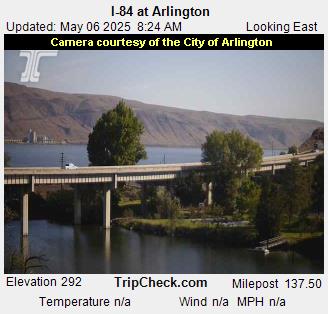 I-84 at Arlington
Updated: May 06 2025 8:24 AM Looking East
Camera courtesy of the City of Arlington
Elevation 292 TripCheck.com Milepost 137.50
Temperature n/a Wind n/a MPH n/a